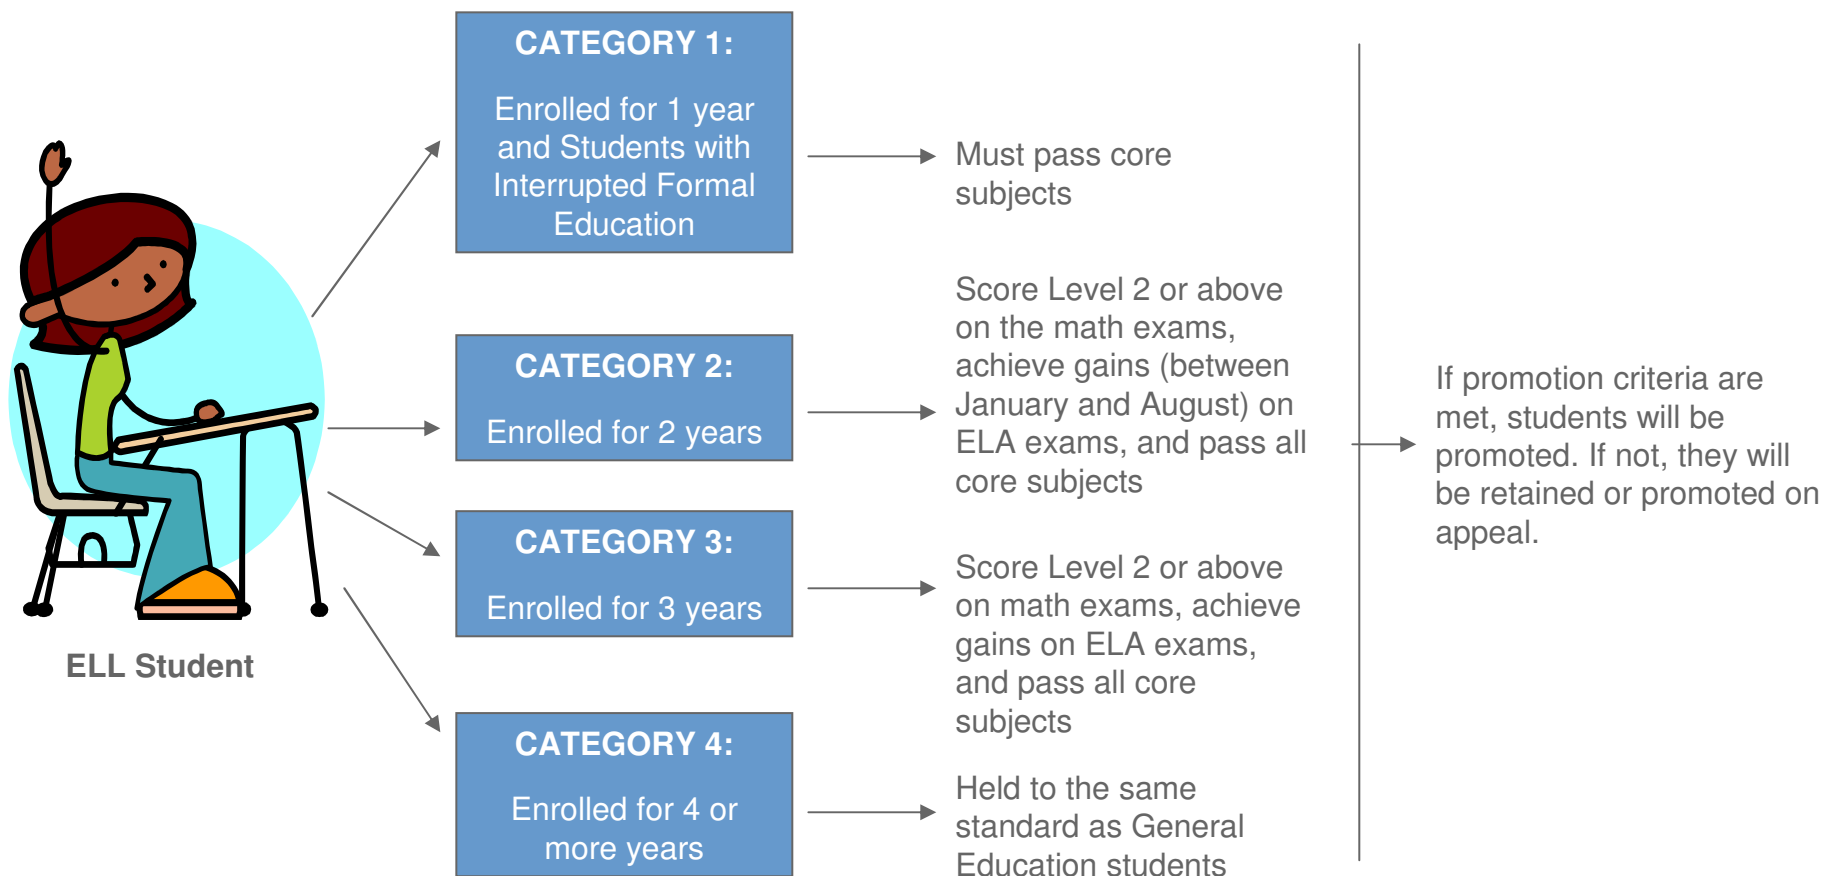 CATEGORY 1:
Enrolled for 1 year
and Students with
Interrupted Formal
Education
Must pass core
subjects
CATEGORY 2:
Enrolled for 2 years
Score Level 2 or above
on the math exams,
achieve gains (between
January and August) on
ELA exams, and pass all
core subjects
CATEGORY 3:
Enrolled for 3 years
Score Level 2 or above
on math exams, achieve
gains on ELA exams,
and pass all core
subjects
CATEGORY 4:
Enrolled for 4 or
more years
Held to the same
standard as General
Education students
ELL Student
If promotion criteria are
met, students will be
promoted. If not, they will
be retained or promoted on
appeal.